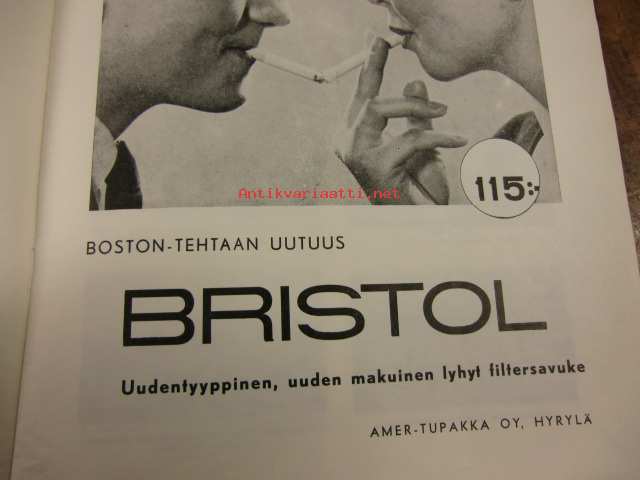 Antikvariaatti.net
115:-
BOSTON-TEHTAAN UUTUUS
BRISTOL
Uudentyyppinen, uuden makuinen lyhyt filtersavuke
AMER-TUPAKKA OY, HYRYLÄ